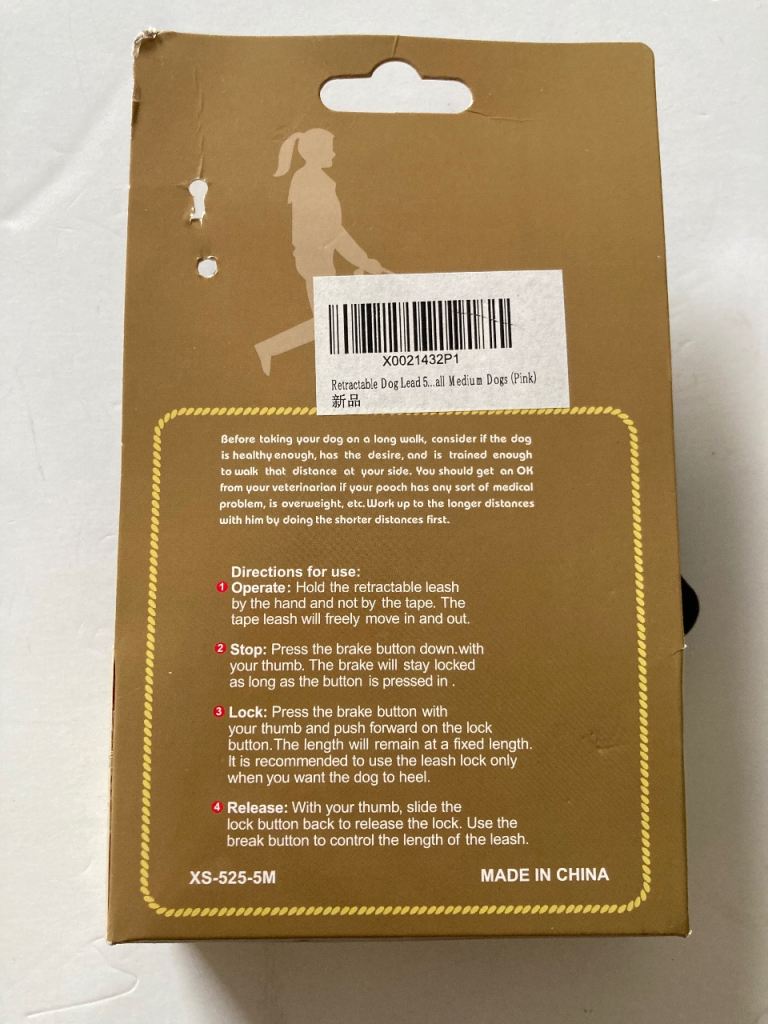 X0021432P1
Retractable Dog Lead 5...all Medium Dogs (Pink)
新品
Before taking your dog on a long walk, consider if the dog
is healthy enough, has the desire, and is trained enough
to walk that distance at your side. You should get an OK
from your veterinarian if your pooch has any sort of medical
problem, is overweight, etc. Work up to the longer distances
with him by doing the shorter distances first.
Directions for use:
1 Operate: Hold the retractable leash
by the hand and not by the tape. The
tape leash will freely move in and out.
2 Stop: Press the brake button down.with
your thumb. The brake will stay locked
as long as the button is pressed in .
3 Lock: Press the brake button with
your thumb and push forward on the lock
button.The length will remain at a fixed length.
It is recommended to use the leash lock only
when you want the dog to heel.
4 Release: With your thumb, slide the
lock button back to release the lock. Use the
break button to control the length of the leash.
XS-525-5M
MADE IN CHINA